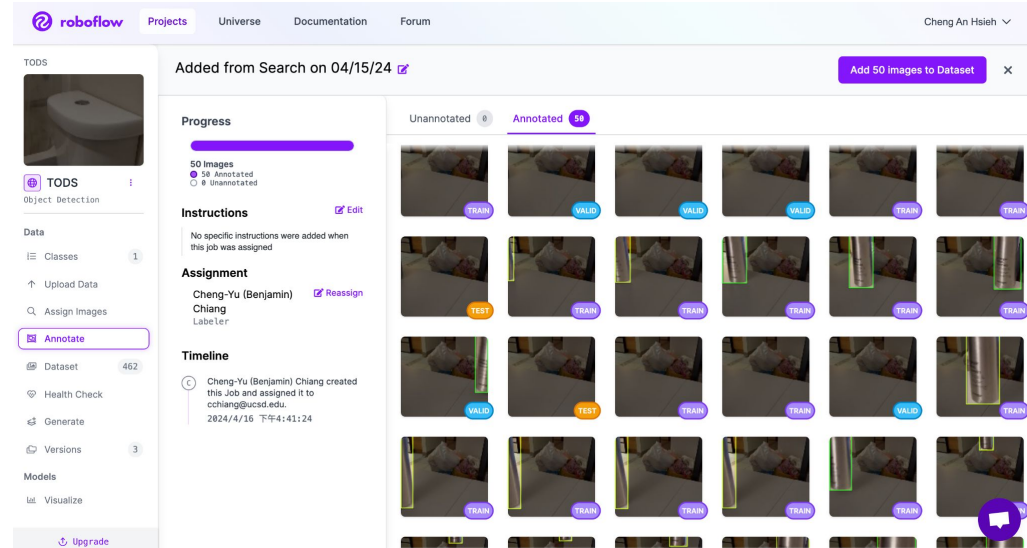 roboflow
Projects
Universe
Documentation
Forum
Cheng An Hsieh
TODS
Added from Search on 04/15/24
Add 50 images to Dataset
TODS
Object Detection
Data
Classes 1
Upload Data
Assign Images
Annotate
Dataset 462
Health Check
Generate
Versions 3
Models
Visualize
Upgrade
Progress
50 Images
50 Annotated
0 Unannotated
Instructions
Edit
No specific instructions were added when
this job was assigned
Assignment
Cheng-Yu (Benjamin)
Chiang
Reassign
Labeler
Timeline
C
Cheng-Yu (Benjamin) Chiang created
this Job and assigned it to
cchiang@ucsd.edu.
2024/4/16 下午4:41:24
Unannotated 0
Annotated 50
TRAIN VALID VALID VALID TRAIN TRAIN
TEST TRAIN TRAIN TRAIN TRAIN TRAIN
VALID TEST TRAIN TRAIN VALID TRAIN
TRAIN TRAIN TRAIN TRAIN TRAIN